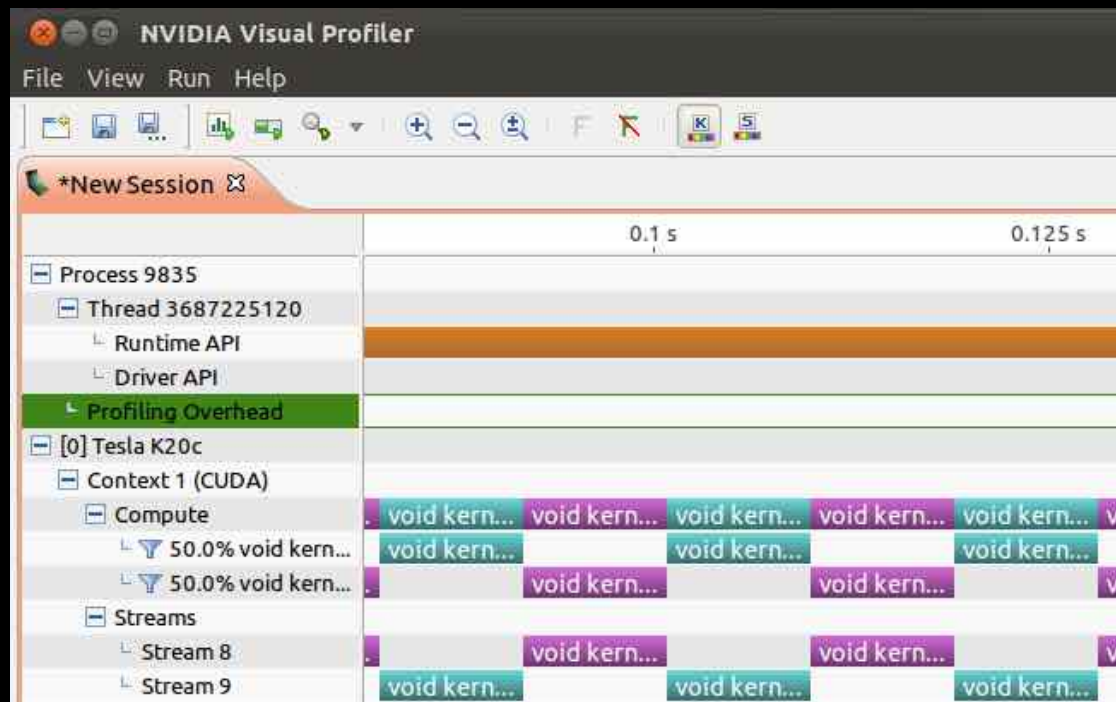 NVIDIA Visual Profiler
File View Run Help
F K S
*New Session
0.1 s 0.125 s
Process 9835
Thread 3687225120
Runtime API
Driver API
Profiling Overhead
[0] Tesla K20c
Context 1 (CUDA)
Compute . void kern... void kern... void kern... void kern... void kern... v
50.0% void kern... void kern... void kern... void kern...
50.0% void kern... void kern... void kern... v
Streams
Stream 8 . void kern... void kern... v
Stream 9 void kern... void kern... void kern...